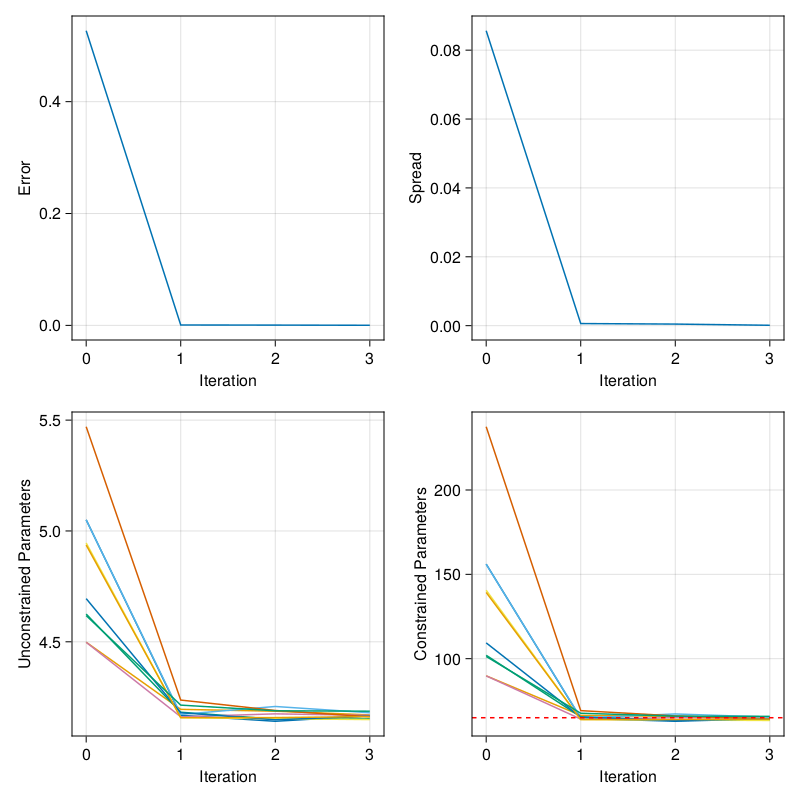 Error
0.4
0.2
0.0
0 1 2 3
Iteration
Spread
0.08
0.06
0.04
0.02
0.00
0 1 2 3
Iteration
Unconstrained Parameters
5.5
5.0
4.5
0 1 2 3
Iteration
Constrained Parameters
200
150
100
0 1 2 3
Iteration